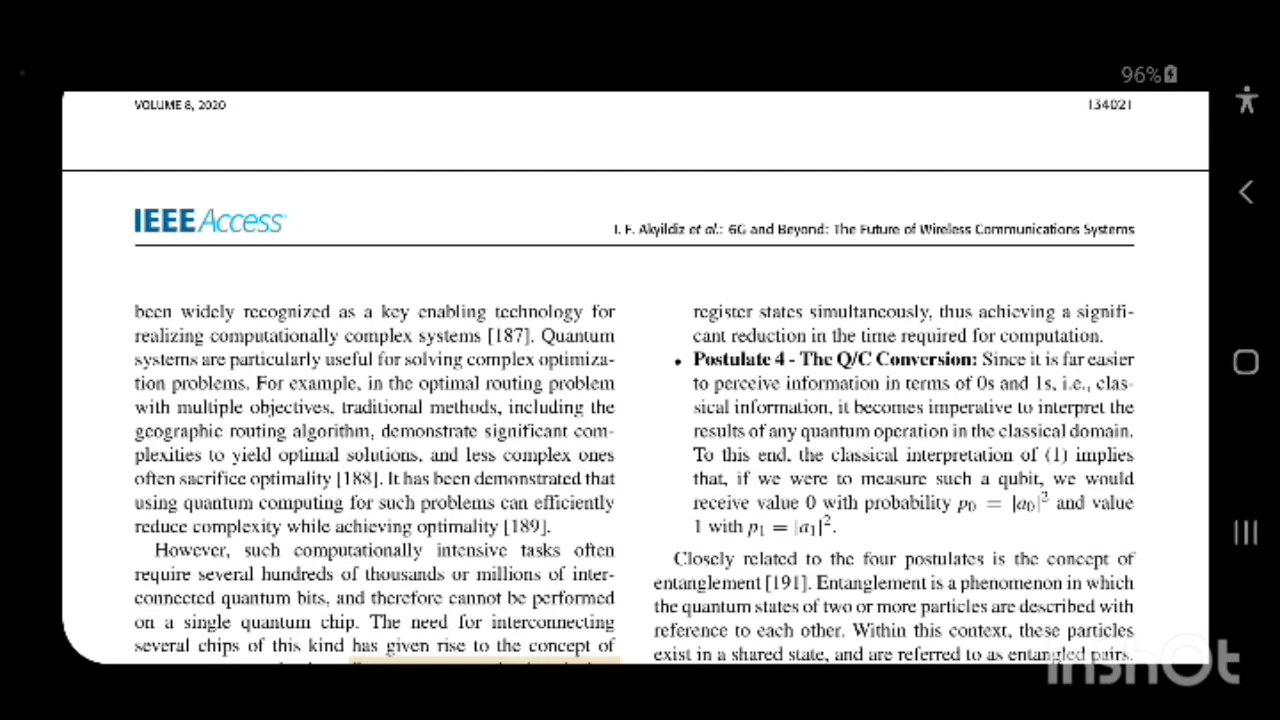 96%
VOLUME 8, 2020
134021
IEEE Access
I. F. Akyildiz et al.: 6G and Beyond: The Future of Wireless Communications Systems
been widely recognized as a key enabling technology for
realizing computationally complex systems [187]. Quantum
systems are particularly useful for solving complex optimiza-
tion problems. For example, in the optimal routing problem
with multiple objectives, traditional methods, including the
geographic routing algorithm, demonstrate significant com-
plexities to yield optimal solutions, and less complex ones
often sacrifice optimality [188]. It has been demonstrated that
using quantum computing for such problems can efficiently
reduce complexity while achieving optimality [189].
However, such computationally intensive tasks often
require several hundreds of thousands or millions of inter-
connected quantum bits, and therefore cannot be performed
on a single quantum chip. The need for interconnecting
several chips of this kind has given rise to the concept of
register states simultaneously, thus achieving a signifi-
cant reduction in the time required for computation.
• Postulate 4 - The Q/C Conversion: Since it is far easier
to perceive information in terms of 0s and 1s, i.e., clas-
sical information, it becomes imperative to interpret the
results of any quantum operation in the classical domain.
To this end, the classical interpretation of (1) implies
that, if we were to measure such a qubit, we would
receive value 0 with probability p₀ = |a₀|² and value
1 with p₁ = |a₁|².
Closely related to the four postulates is the concept of
entanglement [191]. Entanglement is a phenomenon in which
the quantum states of two or more particles are described with
reference to each other. Within this context, these particles
exist in a shared state, and are referred to as entangled pairs.
InShOt